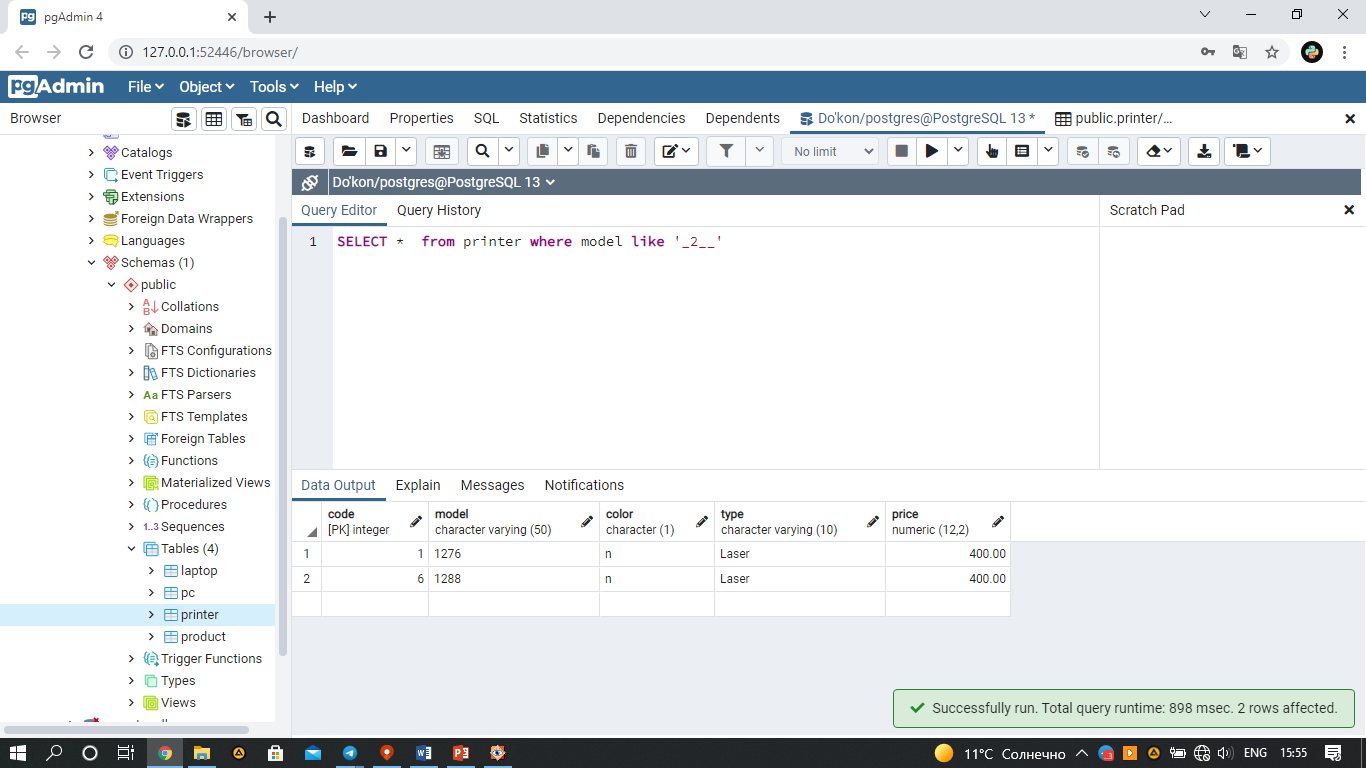 pgAdmin 4
127.0.0.1:52446/browser/
pgAdmin File Object Tools Help
Browser
Dashboard Properties SQL Statistics Dependencies Dependents Do'kon/postgres@PostgreSQL 13 * public.printer/...
No limit
Do'kon/postgres@PostgreSQL 13
Query Editor Query History
Scratch Pad
1 SELECT *  from printer where model like '_2__'
Catalogs
Event Triggers
Extensions
Foreign Data Wrappers
Languages
Schemas (1)
public
Collations
Domains
FTS Configurations
FTS Dictionaries
Aa FTS Parsers
FTS Templates
Foreign Tables
Functions
Materialized Views
Procedures
1..3 Sequences
Tables (4)
laptop
pc
printer
product
Trigger Functions
Types
Views
Data Output Explain Messages Notifications
code model color type price
[PK] integer character varying (50) character (1) character varying (10) numeric (12,2)
1 1 1276 n Laser 400.00
2 6 1288 n Laser 400.00
Successfully run. Total query runtime: 898 msec. 2 rows affected.
11°C Солнечно ENG 15:55